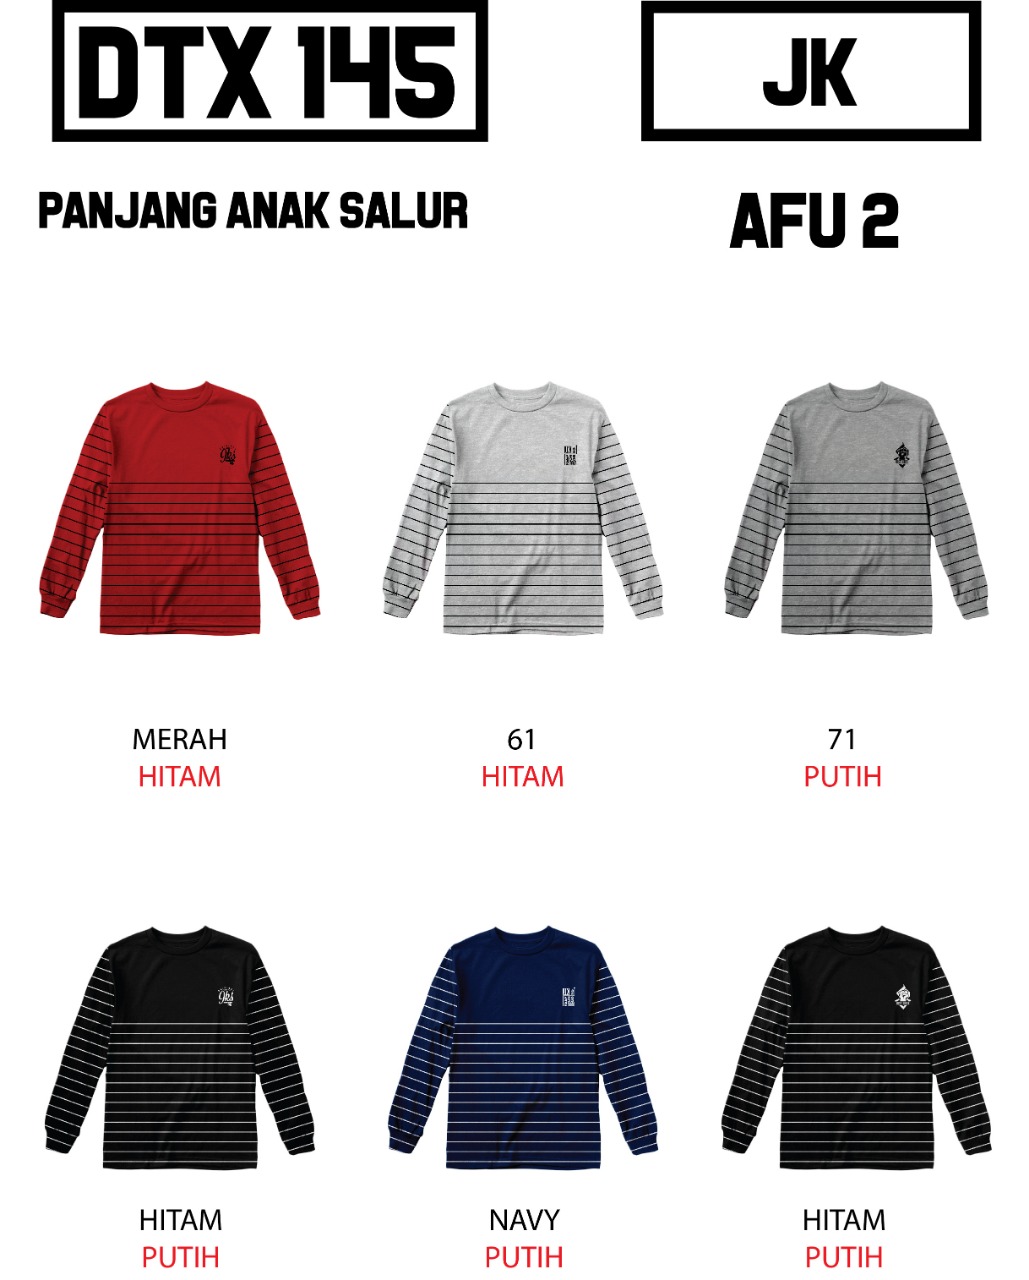 DTX 145
JK
PANJANG ANAK SALUR
AFU 2
MERAH
HITAM
61
HITAM
71
PUTIH
HITAM
PUTIH
NAVY
PUTIH
HITAM
PUTIH